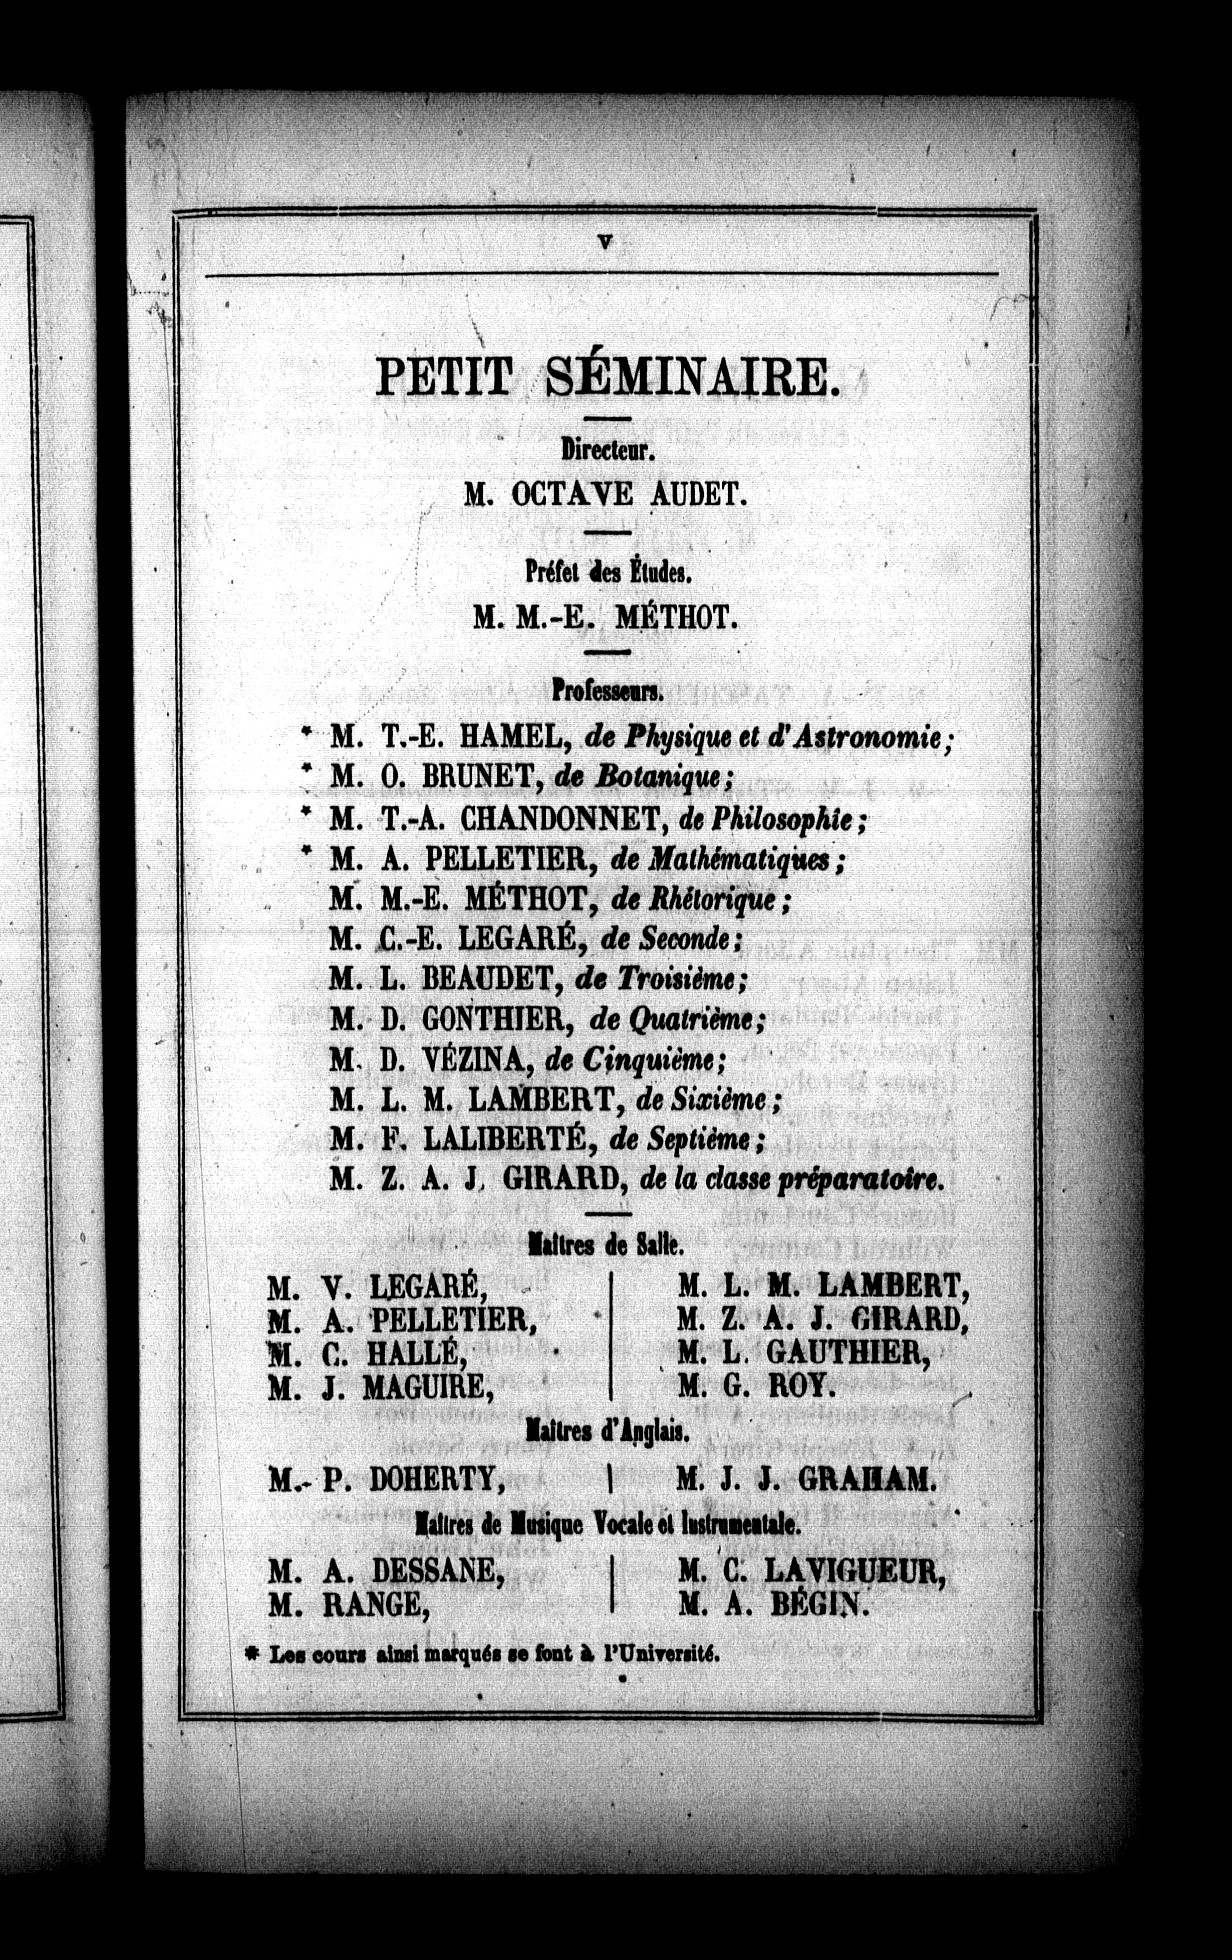 V
PETIT SÉMINAIRE.
Directeur.
M. OCTAVE AUDET.
Préfet des Études.
M. M.-E. MÉTHOT.
Professeurs.
* M. T.-E. HAMEL, de Physique et d'Astronomie;
* M. O. BRUNET, de Botanique;
* M. T.-A. CHANDONNET, de Philosophie;
* M. A. PELLETIER, de Mathématiques;
M. M.-E. MÉTHOT, de Rhétorique;
M. C.-E. LEGARÉ, de Seconde;
M. L. BEAUDET, de Troisième;
M. D. GONTHIER, de Quatrième;
M. D. VÉZINA, de Cinquième;
M. L. M. LAMBERT, de Sixième;
M. F. LALIBERTÉ, de Septième;
M. Z. A. J. GIRARD, de la classe préparatoire.
Maîtres de Salle.
M. V. LEGARÉ,
M. A. PELLETIER,
M. C. HALLÉ,
M. J. MAGUIRE,
M. L. M. LAMBERT,
M. Z. A. J. GIRARD,
M. L. GAUTHIER,
M. G. ROY.
Maîtres d'Anglais.
M. P. DOHERTY,
M. J. J. GRAHAM.
Maîtres de Musique Vocale et Instrumentale.
M. A. DESSANE,
M. RANGE,
M. C. LAVIGUEUR,
M. A. BÉGIN.
* Les cours ainsi marqués se font à l'Université.